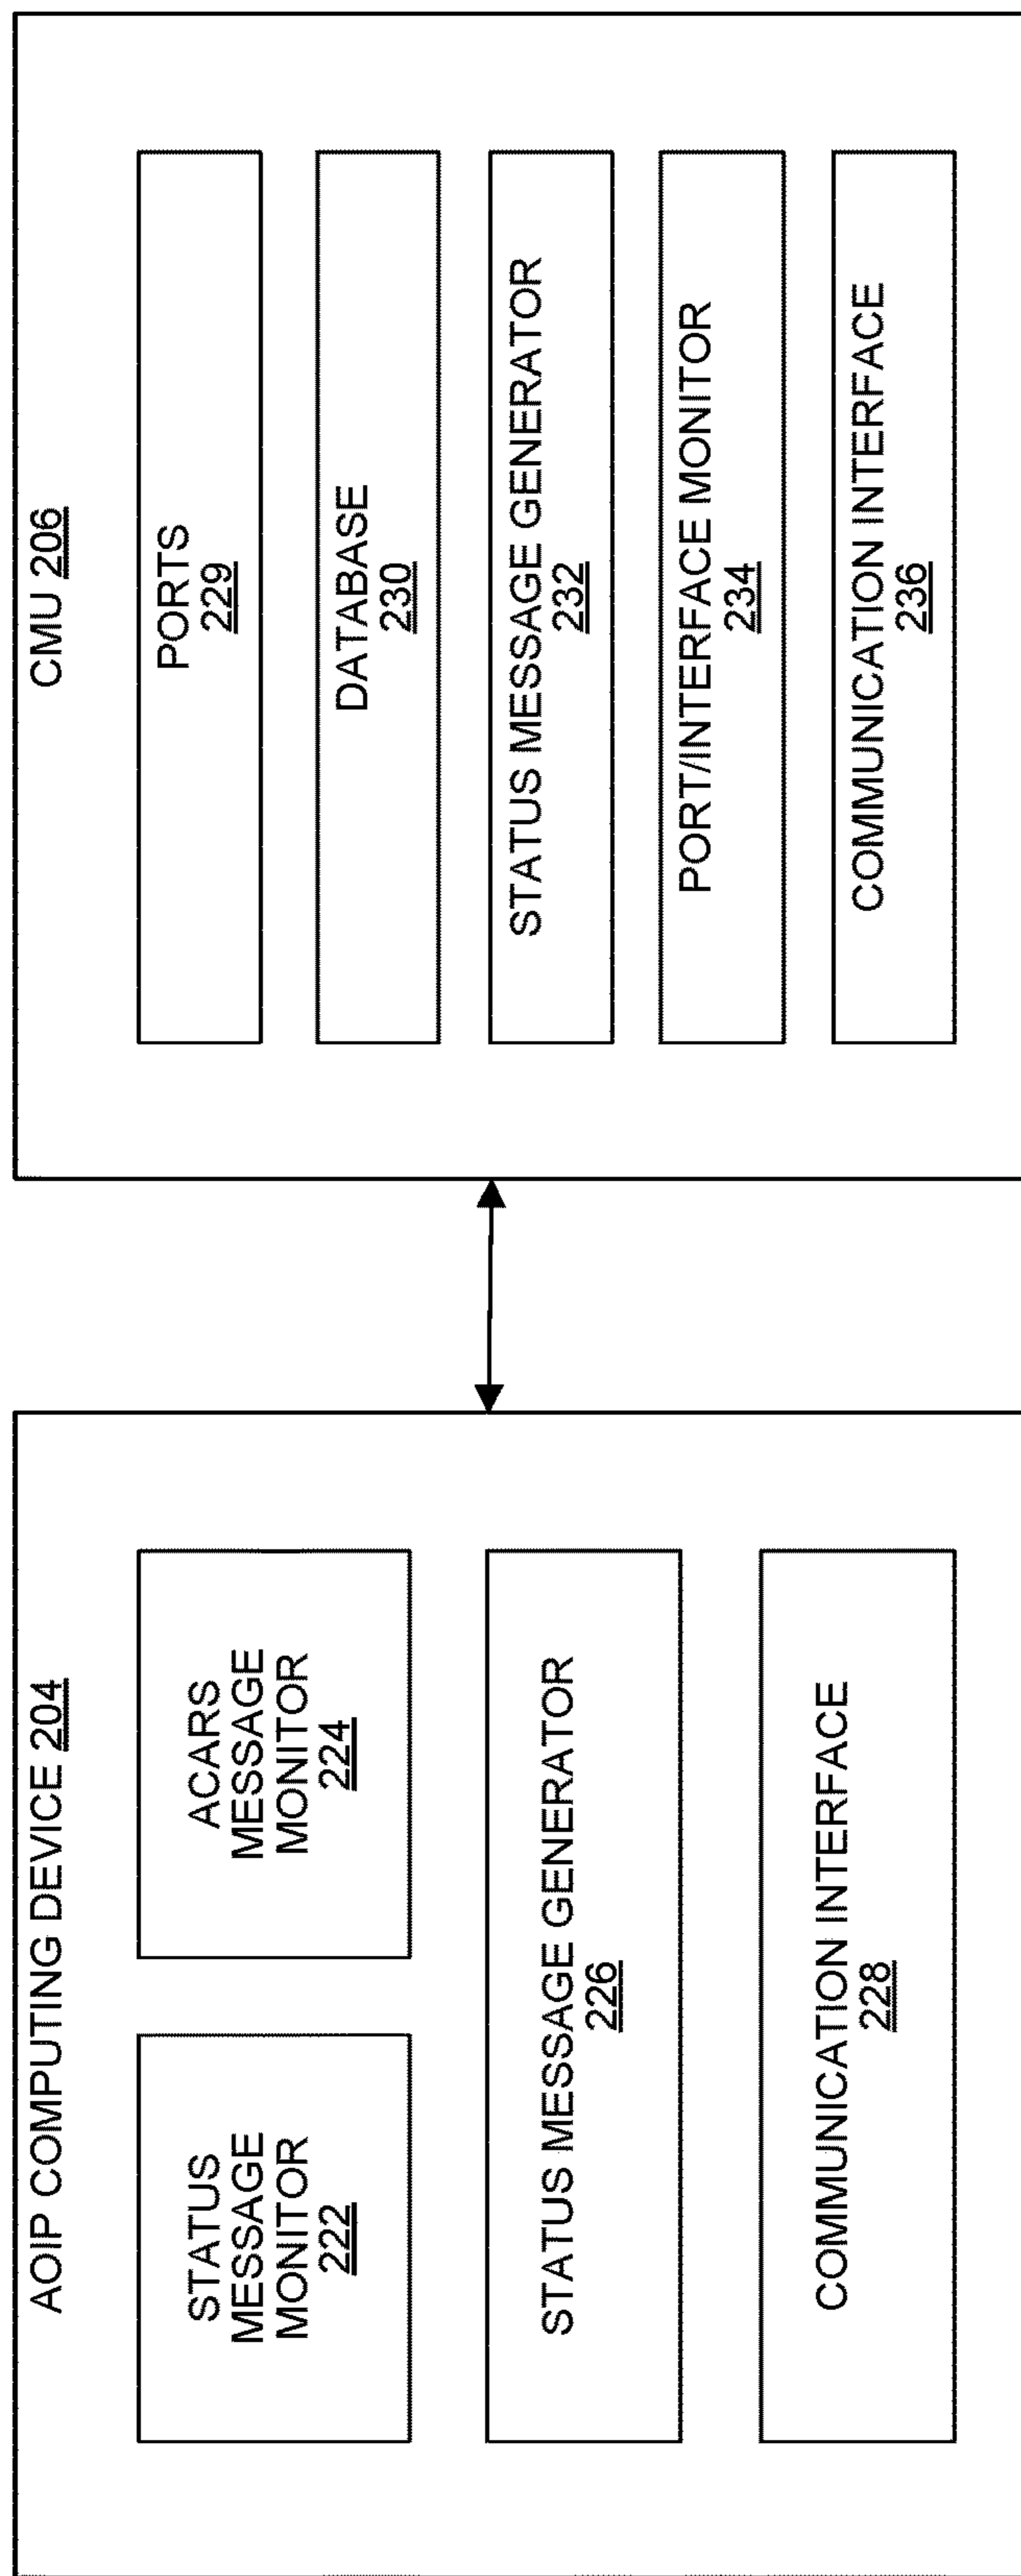 AOIP COMPUTING DEVICE 204
STATUS
MESSAGE
MONITOR
222
ACARS
MESSAGE
MONITOR
224
STATUS MESSAGE GENERATOR
226
COMMUNICATION INTERFACE
228
CMU 206
PORTS
229
DATABASE
230
STATUS MESSAGE GENERATOR
232
PORT/INTERFACE MONITOR
234
COMMUNICATION INTERFACE
236